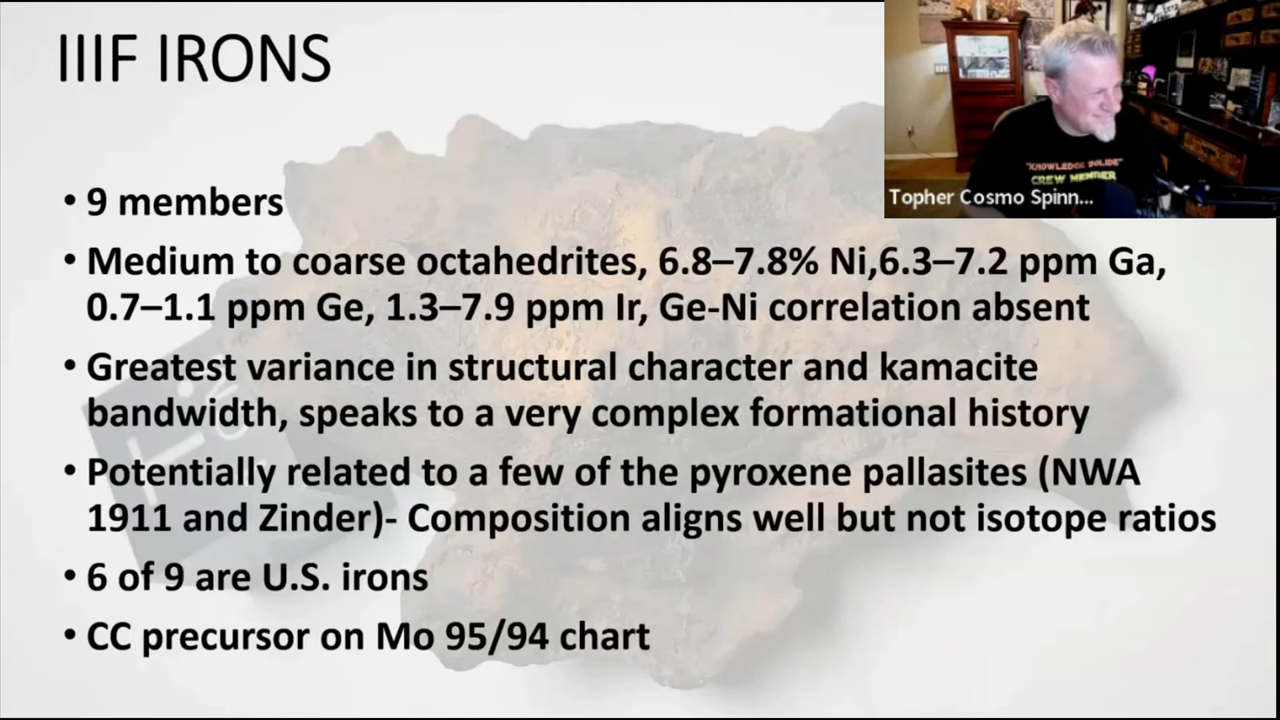 IIIF IRONS
• 9 members
• Medium to coarse octahedrites, 6.8–7.8% Ni,6.3–7.2 ppm Ga,
0.7–1.1 ppm Ge, 1.3–7.9 ppm Ir, Ge-Ni correlation absent
• Greatest variance in structural character and kamacite
bandwidth, speaks to a very complex formational history
• Potentially related to a few of the pyroxene pallasites (NWA
1911 and Zinder)- Composition aligns well but not isotope ratios
• 6 of 9 are U.S. irons
• CC precursor on Mo 95/94 chart
"KNOWLEDGE BOLIDE"
CREW MEMBER
Topher Cosmo Spinn...